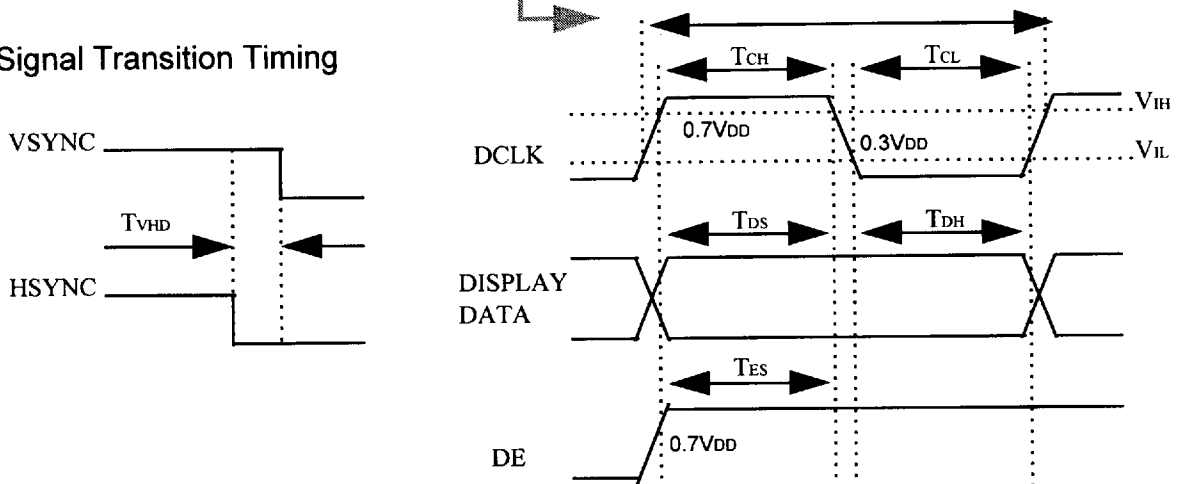 Signal Transition Timing
VSYNC
TVHD
HSYNC
TCH TCL
VIH
0.7VDD
DCLK
0.3VDD
VIL
TDS TDH
DISPLAY
DATA
TES
0.7VDD
DE